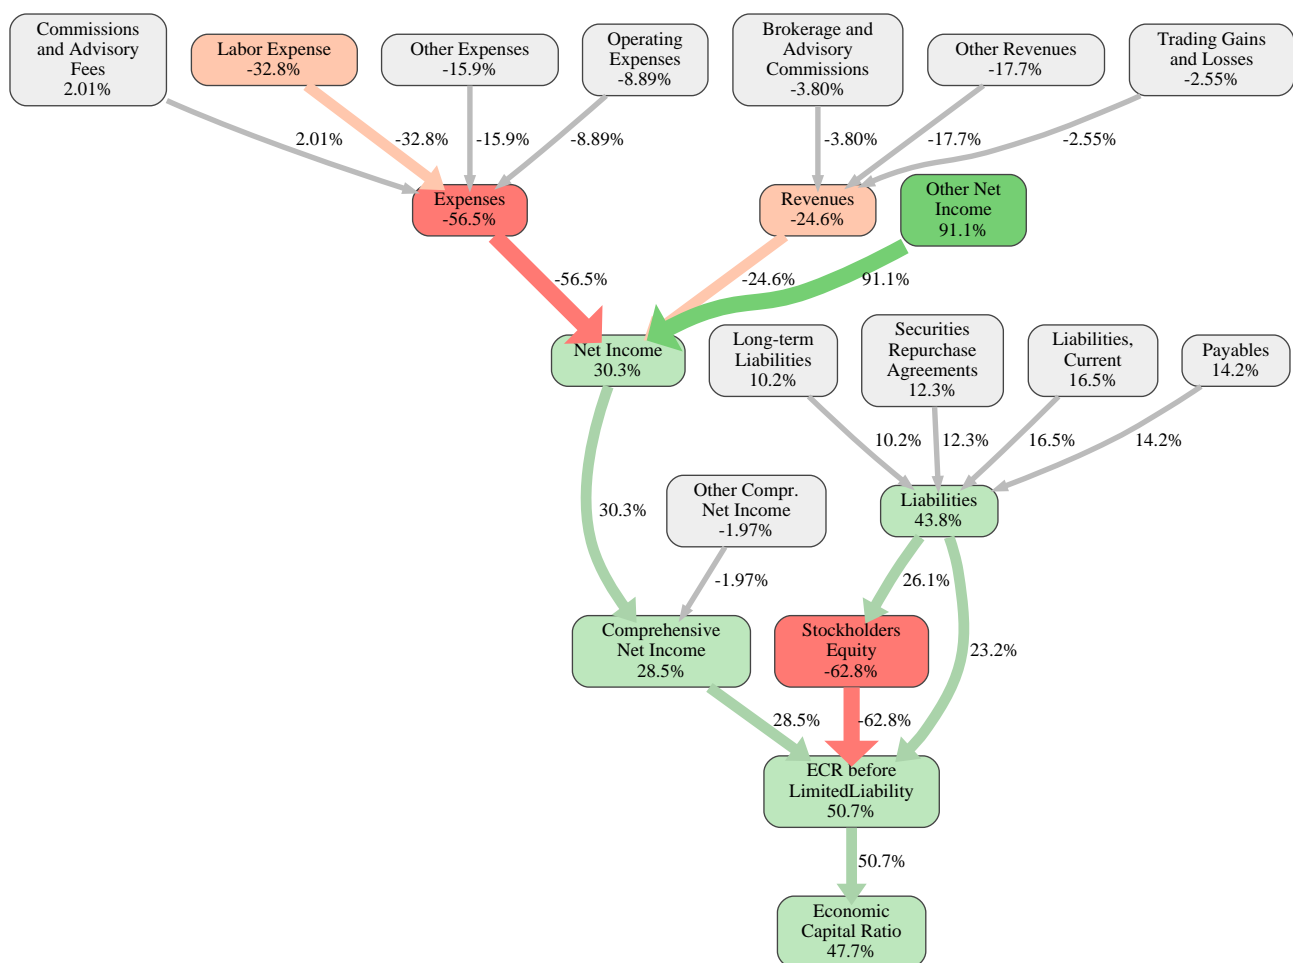 Commissions
and Advisory
Fees
2.01%
Labor Expense
-32.8%
Other Expenses
-15.9%
Operating
Expenses
-8.89%
Brokerage and
Advisory
Commissions
-3.80%
Other Revenues
-17.7%
Trading Gains
and Losses
-2.55%
2.01%
-32.8%
-15.9%
-8.89%
-3.80%
-17.7%
-2.55%
Expenses
-56.5%
Revenues
-24.6%
Other Net
Income
91.1%
-56.5%
-24.6%
91.1%
Net Income
30.3%
Long-term
Liabilities
10.2%
Securities
Repurchase
Agreements
12.3%
Liabilities,
Current
16.5%
Payables
14.2%
10.2%
12.3%
16.5%
14.2%
30.3%
Other Compr.
Net Income
-1.97%
Liabilities
43.8%
-1.97%
26.1%
23.2%
Comprehensive
Net Income
28.5%
Stockholders
Equity
-62.8%
28.5%
-62.8%
ECR before
LimitedLiability
50.7%
50.7%
Economic
Capital Ratio
47.7%